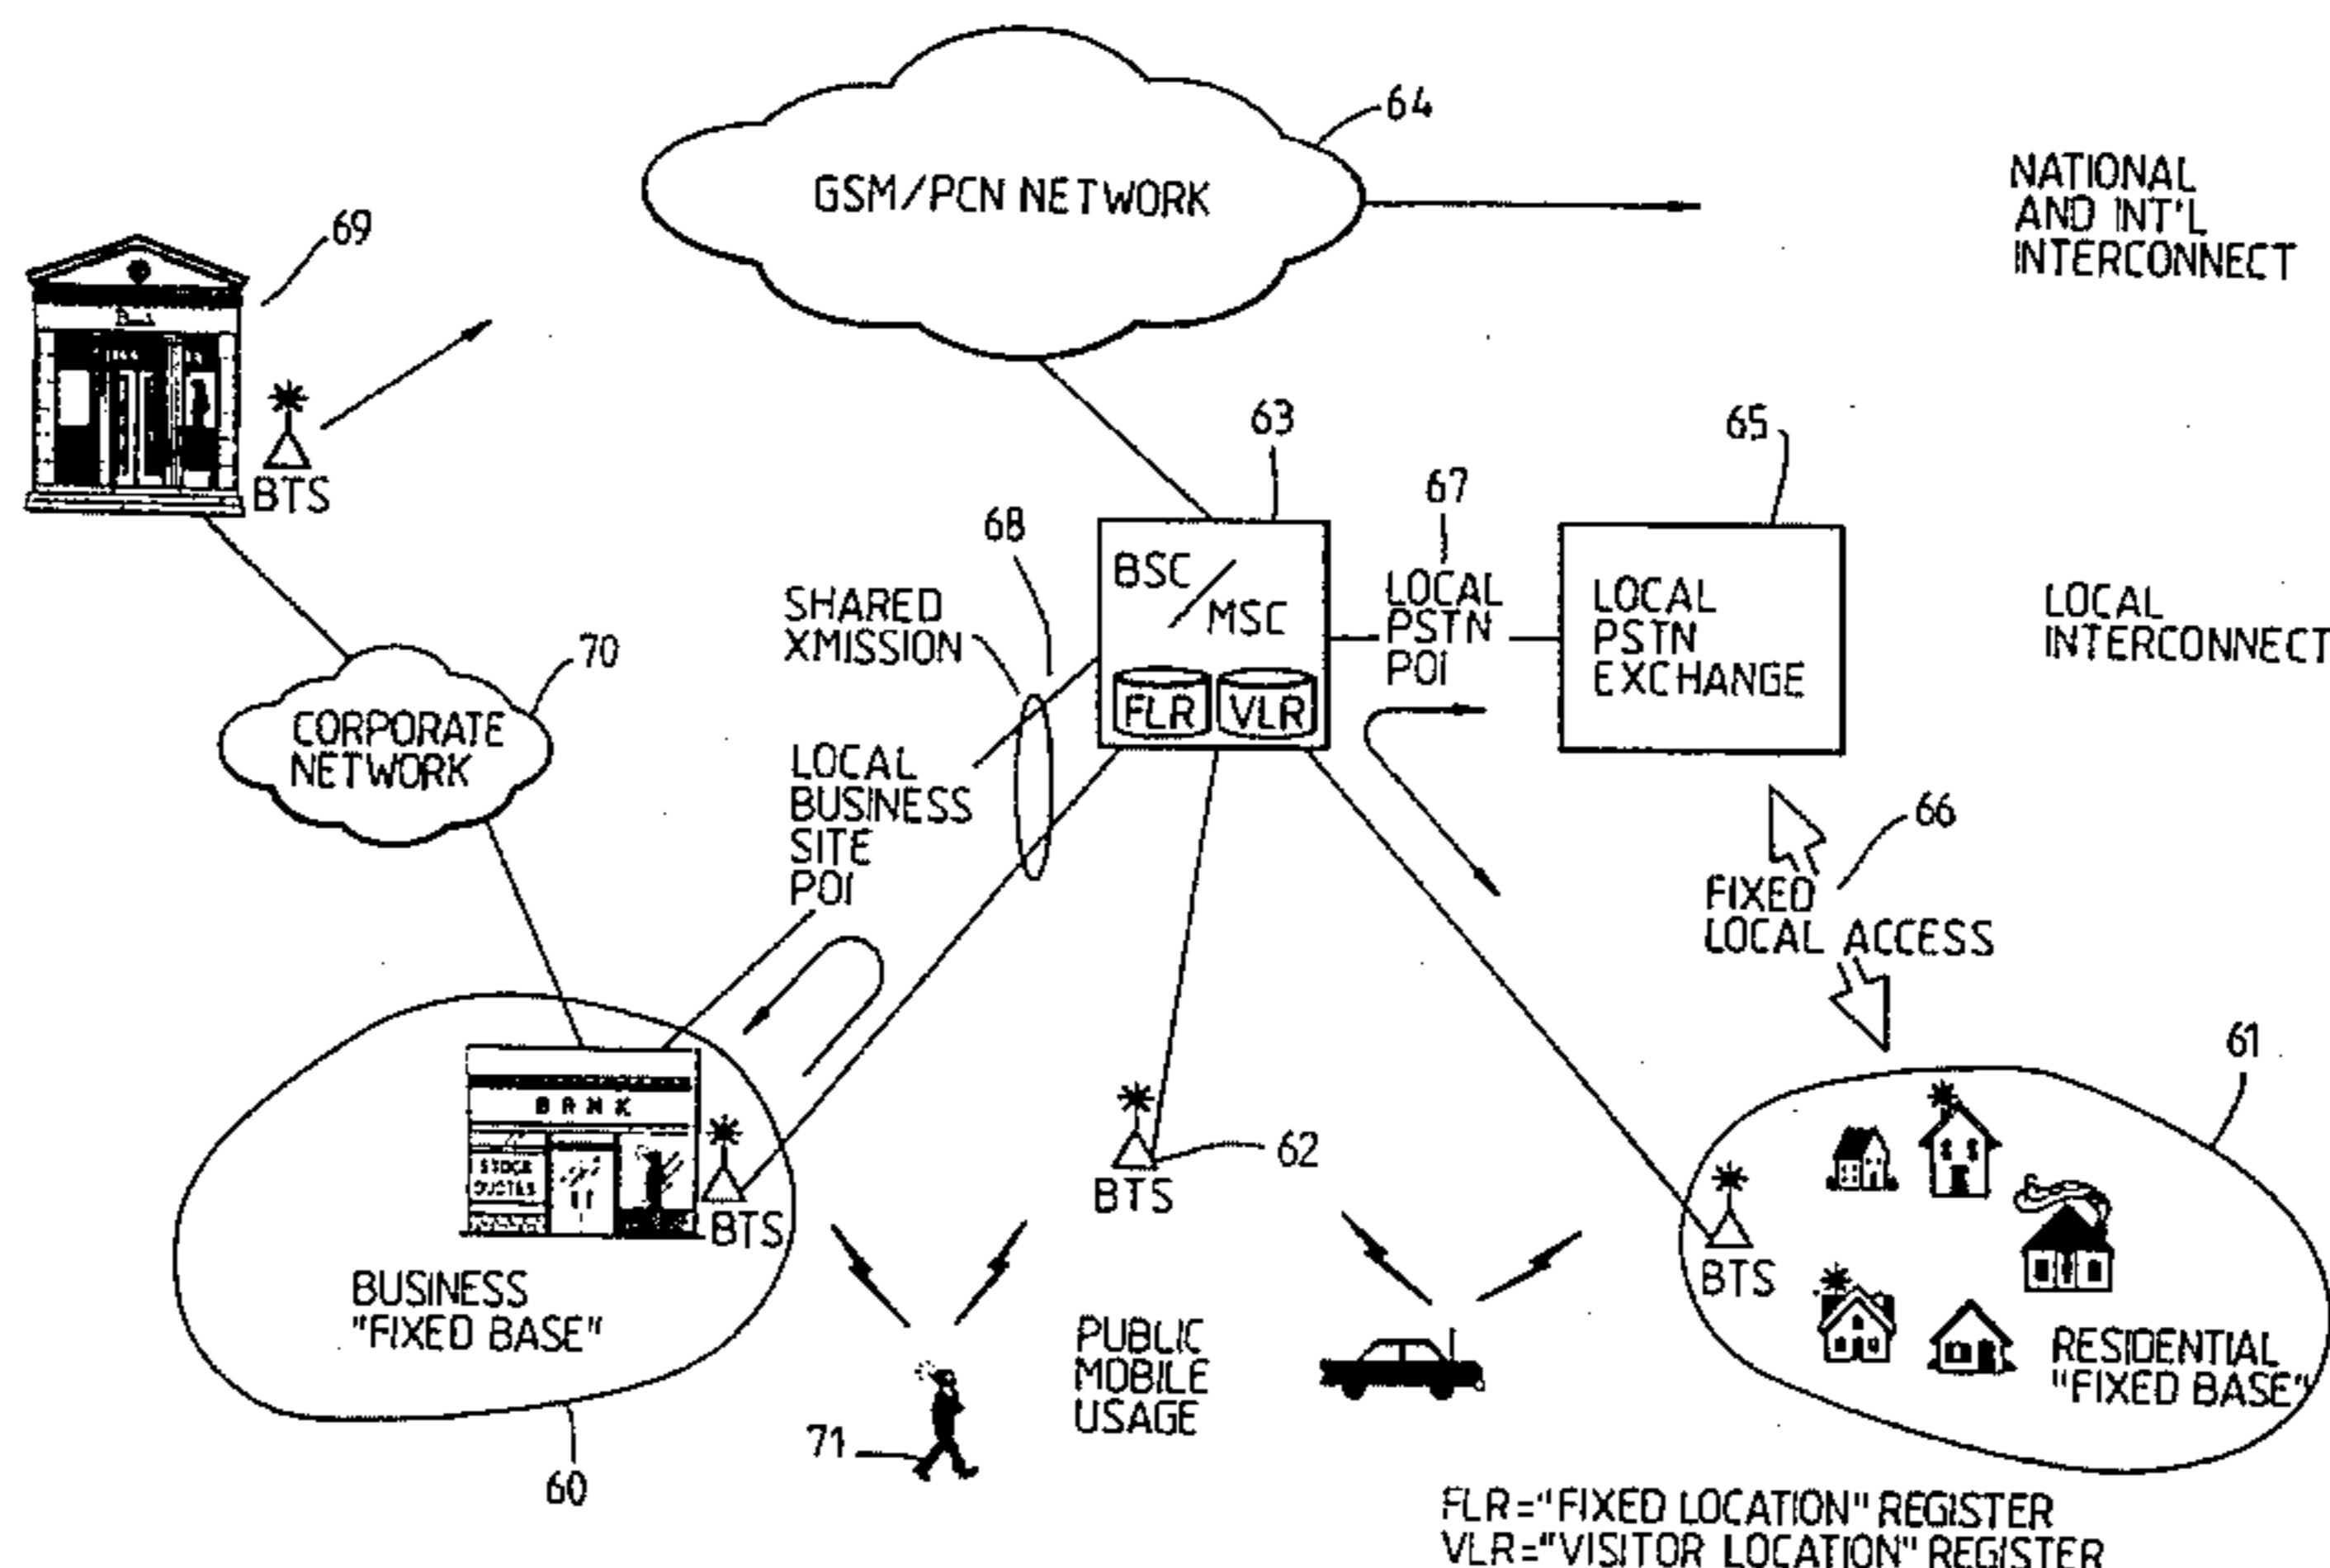 64
GSM/PCN NETWORK
NATIONAL
AND INT'L
INTERCONNECT
69
BTS
63
65
67
68
BSC/
MSC
FLR
VLR
LOCAL
PSTN
POI
LOCAL
PSTN
EXCHANGE
LOCAL
INTERCONNECT
SHARED
XMISSION
70
CORPORATE
NETWORK
LOCAL
BUSINESS
SITE
POI
66
FIXED
LOCAL ACCESS
61
BANK
STOCK
QUOTES
BTS
BUSINESS
"FIXED BASE"
60
62
BTS
PUBLIC
MOBILE
USAGE
71
BTS
RESIDENTIAL
"FIXED BASE"
FLR="FIXED LOCATION" REGISTER
VLR="VISITOR LOCATION" REGISTER